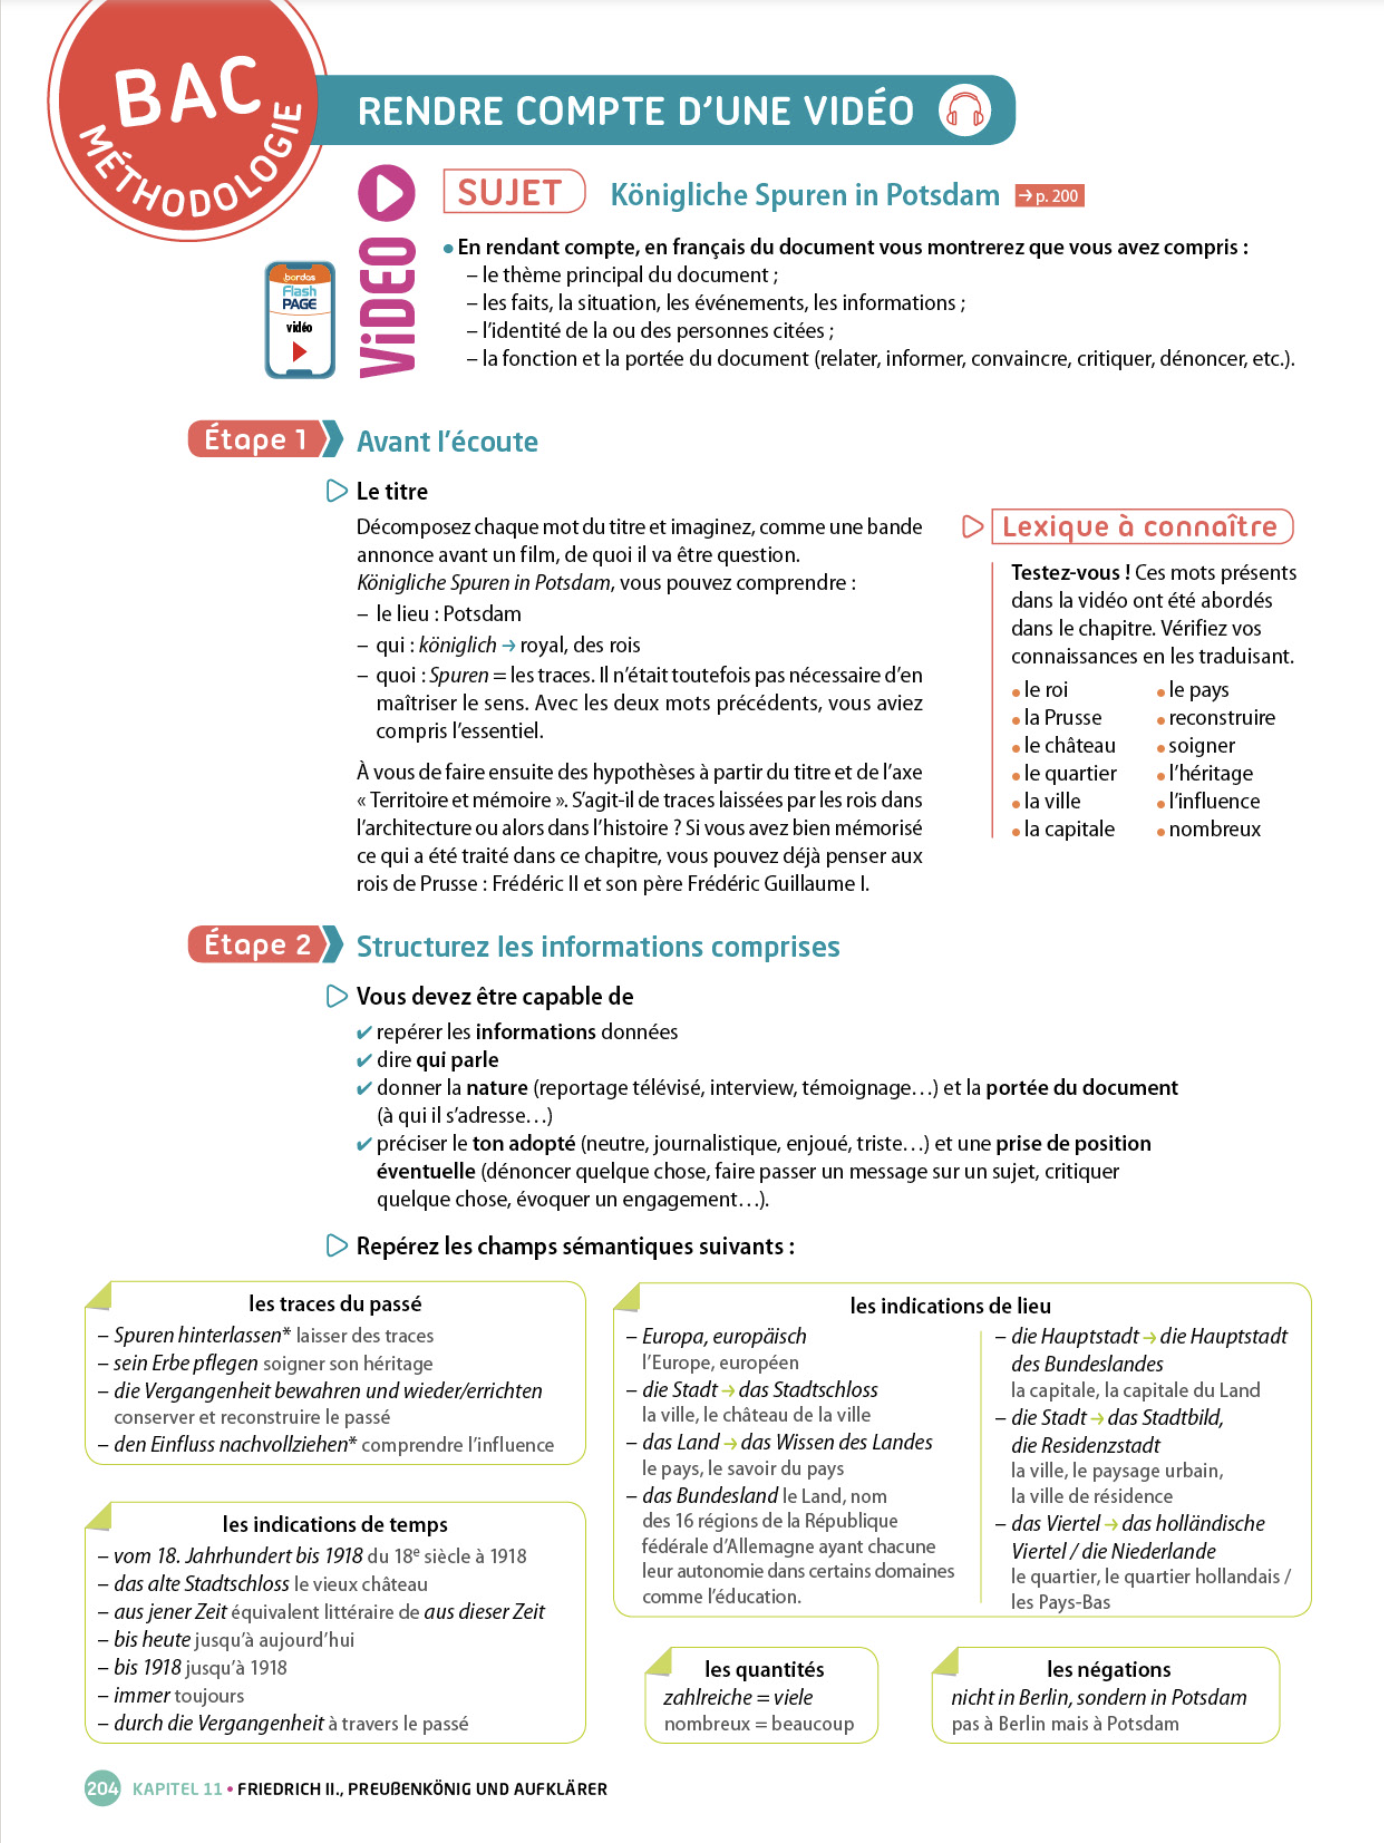 BAC
MÉTHODOLOGIE
RENDRE COMPTE D'UNE VIDÉO
ViDEO
SUJET Königliche Spuren in Potsdam → p. 200
• En rendant compte, en français du document vous montrerez que vous avez compris :
– le thème principal du document ;
– les faits, la situation, les événements, les informations ;
– l'identité de la ou des personnes citées ;
– la fonction et la portée du document (relater, informer, convaincre, critiquer, dénoncer, etc.).
bordas
Flash
PAGE
vidéo
Étape 1 Avant l'écoute
Le titre
Décomposez chaque mot du titre et imaginez, comme une bande
annonce avant un film, de quoi il va être question.
Königliche Spuren in Potsdam, vous pouvez comprendre :
– le lieu : Potsdam
– qui : königlich → royal, des rois
– quoi : Spuren = les traces. Il n'était toutefois pas nécessaire d'en
maîtriser le sens. Avec les deux mots précédents, vous aviez
compris l'essentiel.
À vous de faire ensuite des hypothèses à partir du titre et de l'axe
« Territoire et mémoire ». S'agit-il de traces laissées par les rois dans
l'architecture ou alors dans l'histoire ? Si vous avez bien mémorisé
ce qui a été traité dans ce chapitre, vous pouvez déjà penser aux
rois de Prusse : Frédéric II et son père Frédéric Guillaume I.
Lexique à connaître
Testez-vous ! Ces mots présents
dans la vidéo ont été abordés
dans le chapitre. Vérifiez vos
connaissances en les traduisant.
• le roi
• la Prusse
• le château
• le quartier
• la ville
• la capitale
• le pays
• reconstruire
• soigner
• l'héritage
• l'influence
• nombreux
Étape 2 Structurez les informations comprises
Vous devez être capable de
✔ repérer les informations données
✔ dire qui parle
✔ donner la nature (reportage télévisé, interview, témoignage…) et la portée du document
(à qui il s'adresse…)
✔ préciser le ton adopté (neutre, journalistique, enjoué, triste…) et une prise de position
éventuelle (dénoncer quelque chose, faire passer un message sur un sujet, critiquer
quelque chose, évoquer un engagement…).
Repérez les champs sémantiques suivants :
les traces du passé
– Spuren hinterlassen* laisser des traces
– sein Erbe pflegen soigner son héritage
– die Vergangenheit bewahren und wieder/errichten
conserver et reconstruire le passé
– den Einfluss nachvollziehen* comprendre l'influence
les indications de temps
– vom 18. Jahrhundert bis 1918 du 18e siècle à 1918
– das alte Stadtschloss le vieux château
– aus jener Zeit équivalent littéraire de aus dieser Zeit
– bis heute jusqu'à aujourd'hui
– bis 1918 jusqu'à 1918
– immer toujours
– durch die Vergangenheit à travers le passé
les indications de lieu
– Europa, europäisch
l'Europe, européen
– die Stadt → das Stadtschloss
la ville, le château de la ville
– das Land → das Wissen des Landes
le pays, le savoir du pays
– das Bundesland le Land, nom
des 16 régions de la République
fédérale d'Allemagne ayant chacune
leur autonomie dans certains domaines
comme l'éducation.
– die Hauptstadt → die Hauptstadt
des Bundeslandes
la capitale, la capitale du Land
– die Stadt → das Stadtbild,
die Residenzstadt
la ville, le paysage urbain,
la ville de résidence
– das Viertel → das holländische
Viertel / die Niederlande
le quartier, le quartier hollandais /
les Pays-Bas
les quantités
zahlreiche = viele
nombreux = beaucoup
les négations
nicht in Berlin, sondern in Potsdam
pas à Berlin mais à Potsdam
204 KAPITEL 11 • FRIEDRICH II., PREUßENKÖNIG UND AUFKLÄRER